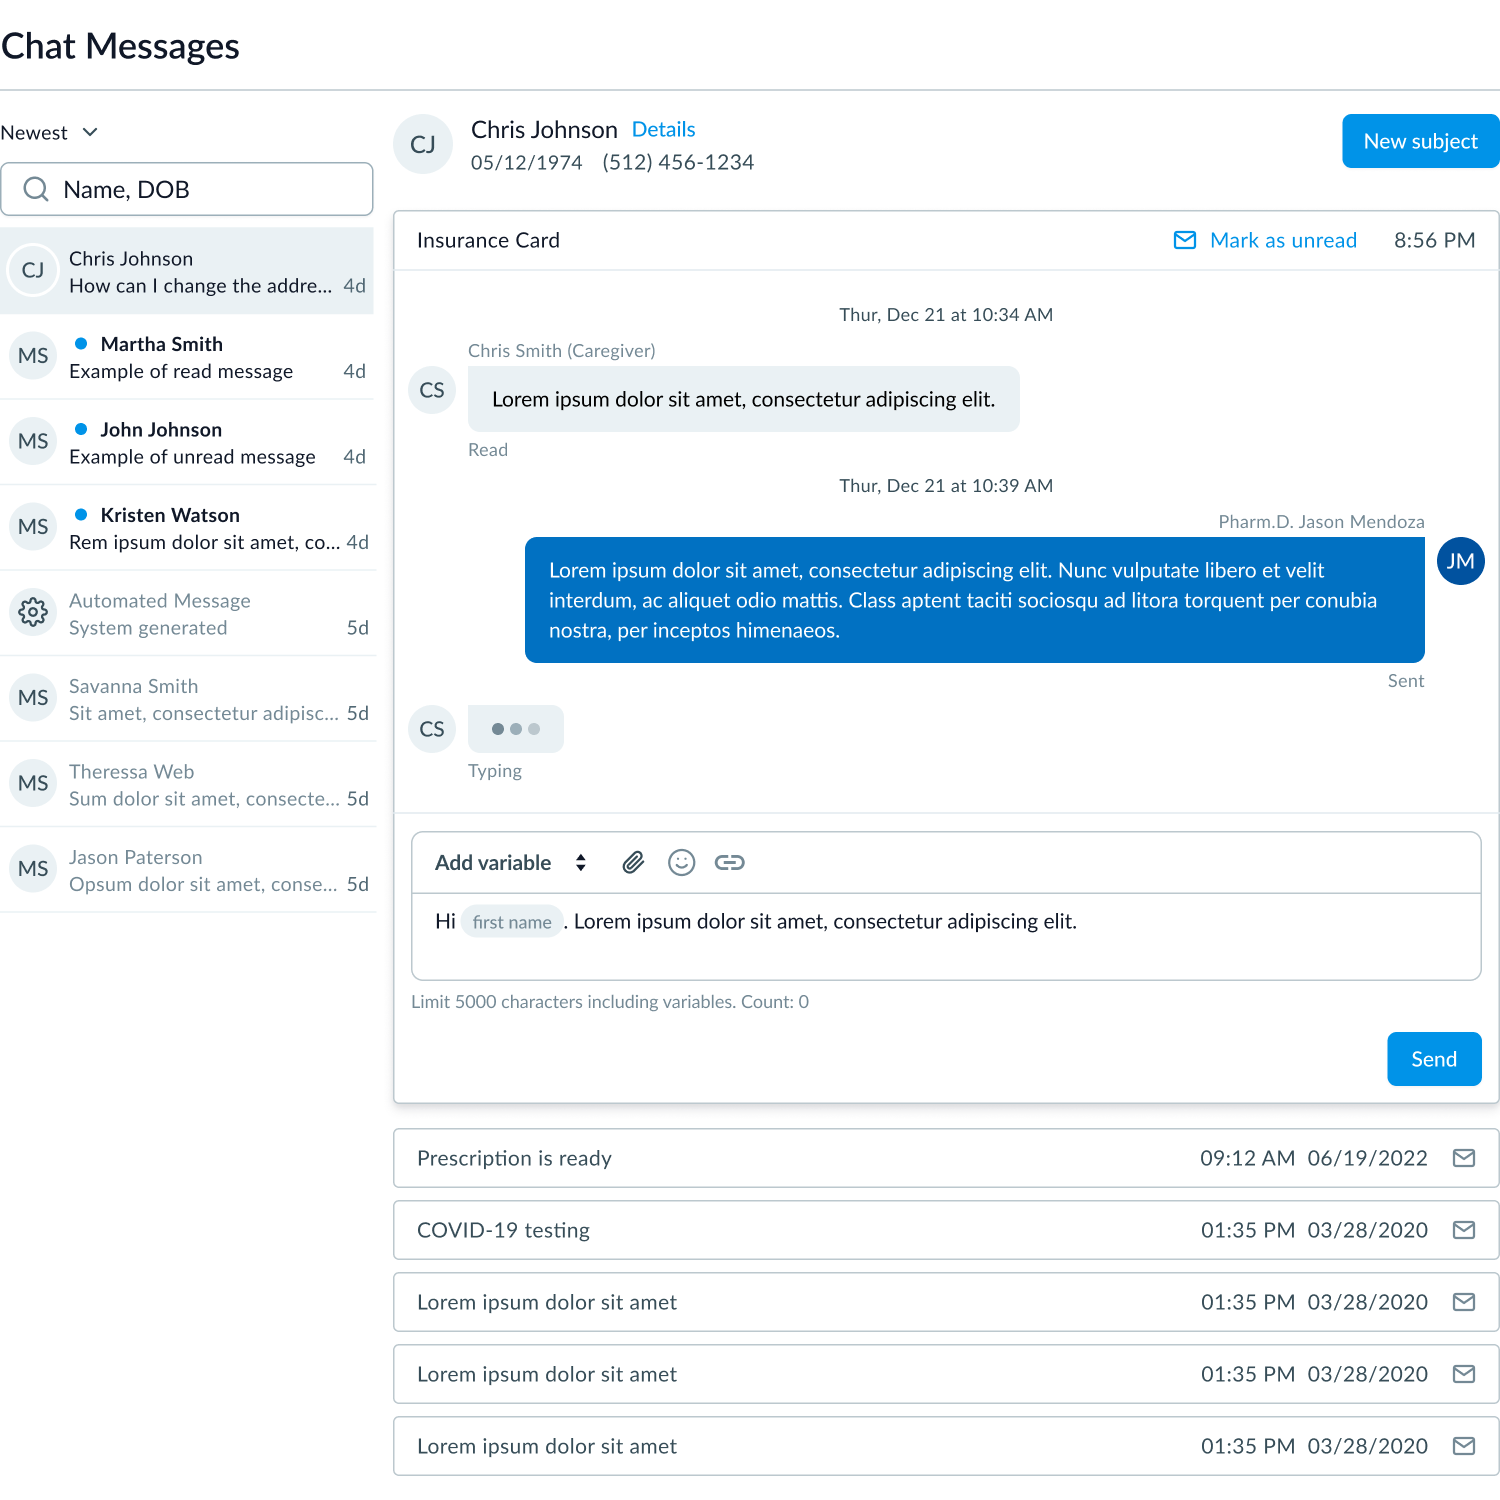 Chat Messages
Newest
Name, DOB
CJ
Chris Johnson
How can I change the addre... 4d
MS
Martha Smith
Example of read message 4d
MS
John Johnson
Example of unread message 4d
MS
Kristen Watson
Rem ipsum dolor sit amet, co... 4d
Automated Message
System generated 5d
MS
Savanna Smith
Sit amet, consectetur adipisc... 5d
MS
Theressa Web
Sum dolor sit amet, consecte... 5d
MS
Jason Paterson
Opsum dolor sit amet, conse... 5d
CJ
Chris Johnson Details
05/12/1974 (512) 456-1234
New subject
Insurance Card Mark as unread 8:56 PM
Thur, Dec 21 at 10:34 AM
Chris Smith (Caregiver)
CS
Lorem ipsum dolor sit amet, consectetur adipiscing elit.
Read
Thur, Dec 21 at 10:39 AM
Pharm.D. Jason Mendoza
JM
Lorem ipsum dolor sit amet, consectetur adipiscing elit. Nunc vulputate libero et velit
interdum, ac aliquet odio mattis. Class aptent taciti sociosqu ad litora torquent per conubia
nostra, per inceptos himenaeos.
Sent
CS
Typing
Add variable
Hi first name . Lorem ipsum dolor sit amet, consectetur adipiscing elit.
Limit 5000 characters including variables. Count: 0
Send
Prescription is ready 09:12 AM 06/19/2022
COVID-19 testing 01:35 PM 03/28/2020
Lorem ipsum dolor sit amet 01:35 PM 03/28/2020
Lorem ipsum dolor sit amet 01:35 PM 03/28/2020
Lorem ipsum dolor sit amet 01:35 PM 03/28/2020